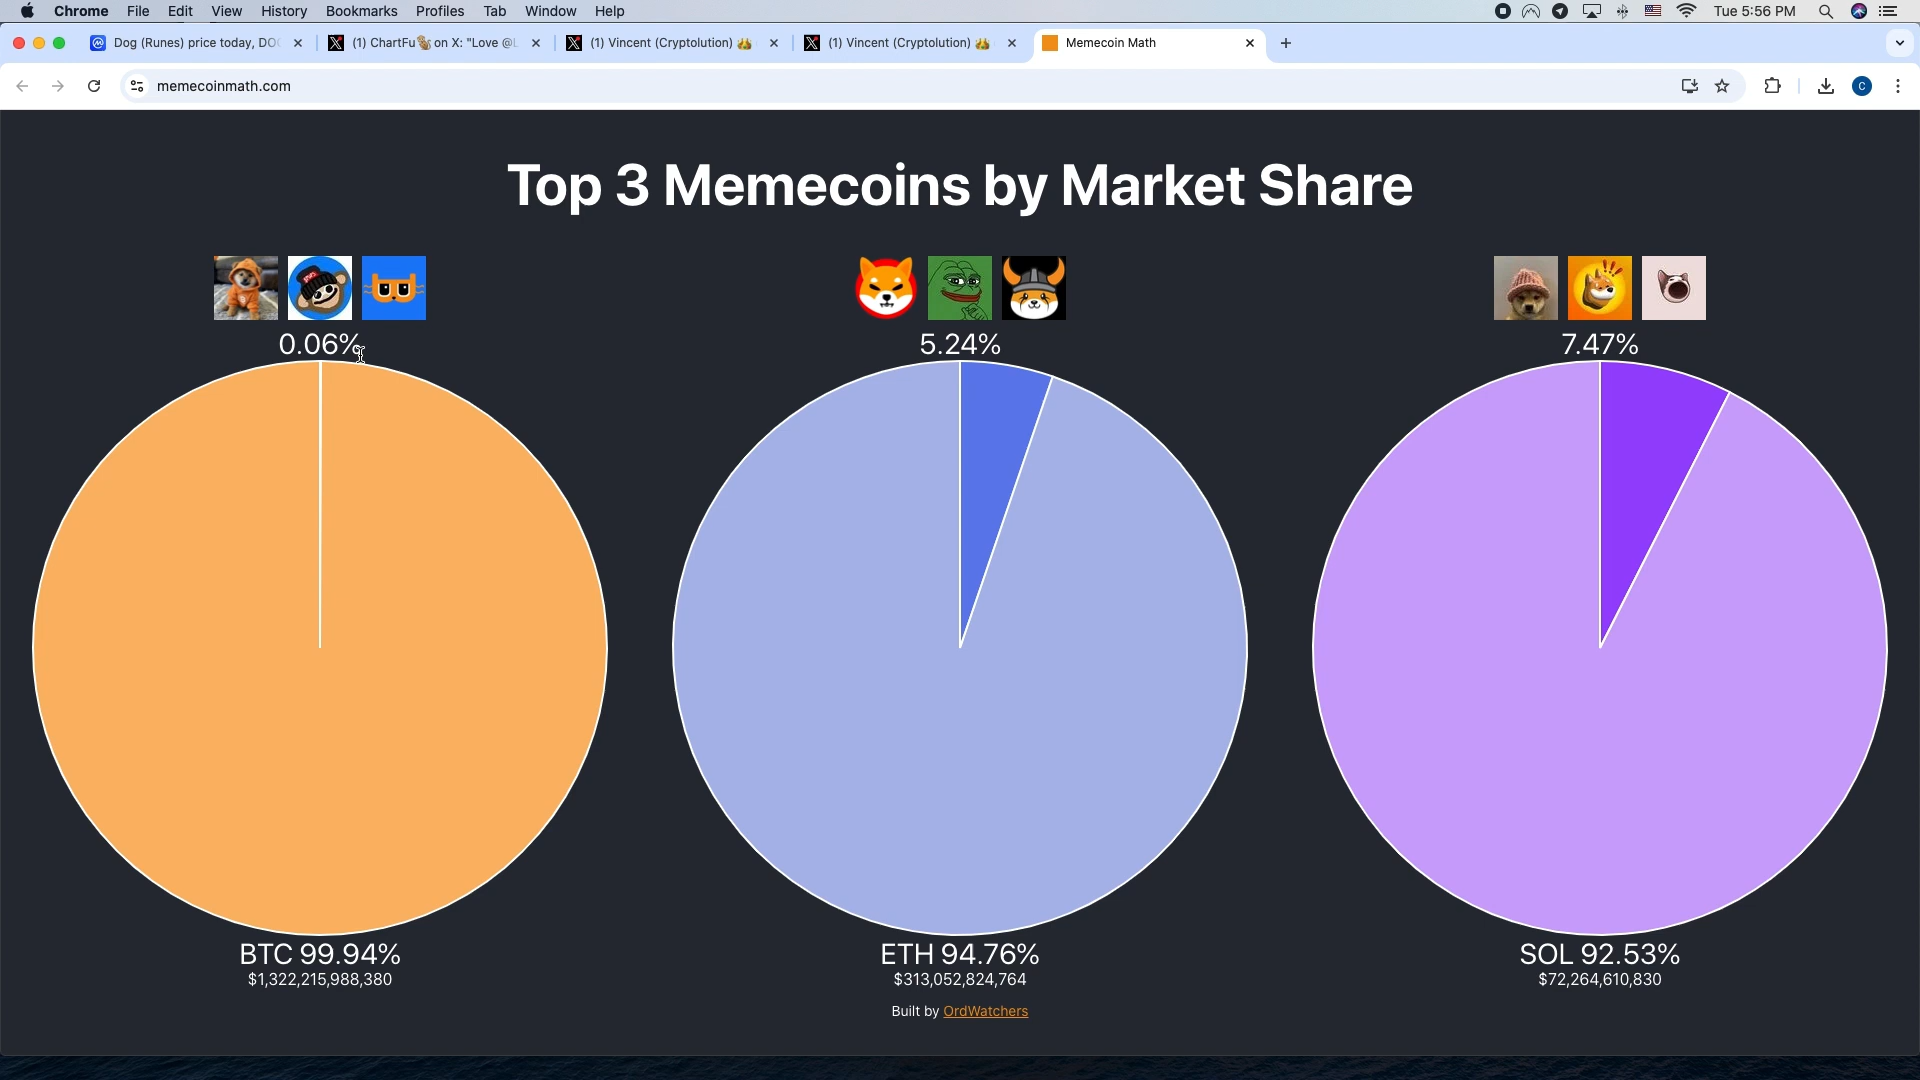 Chrome File Edit View History Bookmarks Profiles Tab Window Help Tue 5:56 PM
Dog (Runes) price today, DO (1) ChartFu on X: "Love @L (1) Vincent (Cryptolution) (1) Vincent (Cryptolution) Memecoin Math
memecoinmath.com C
Top 3 Memecoins by Market Share
0.06% 5.24% 7.47%
BTC 99.94% ETH 94.76% SOL 92.53%
$1,322,215,988,380 $313,052,824,764 $72,264,610,830
Built by OrdWatchers